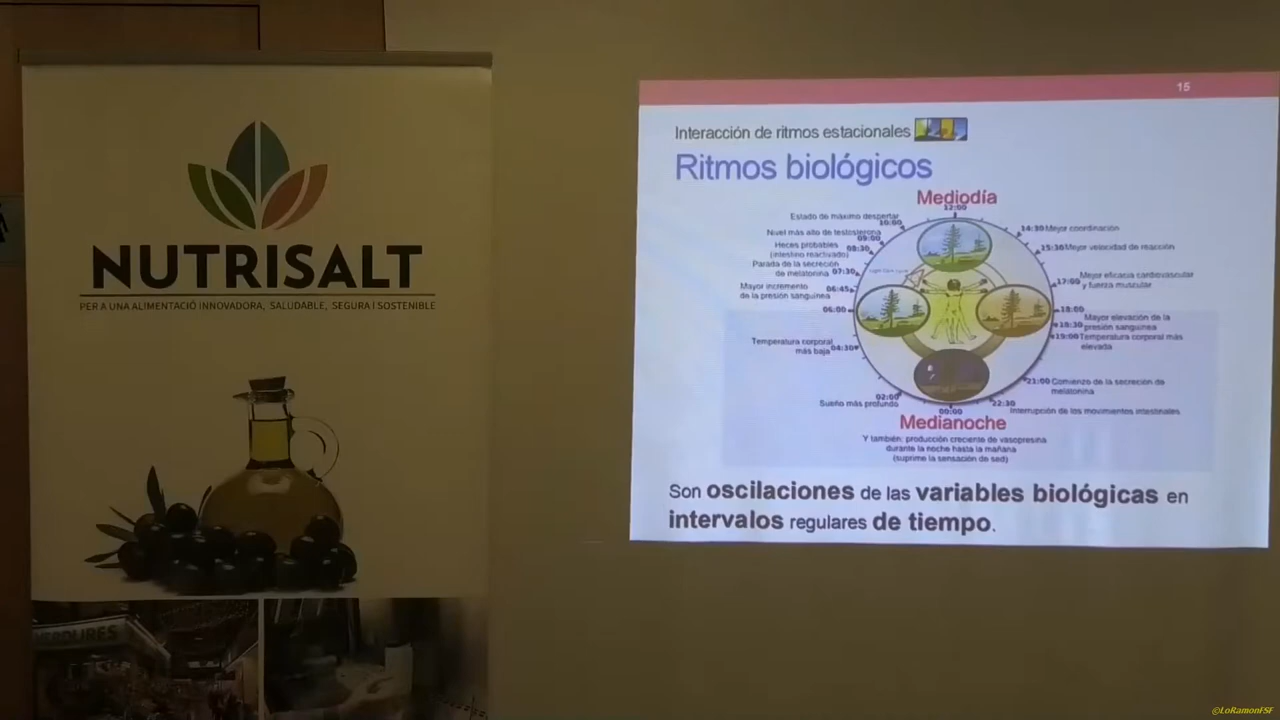 NUTRISALT
PER A UNA ALIMENTACIÓ INNOVADORA, SALUDABLE, SEGURA I SOSTENIBLE
VERDURES
15
Interacción de ritmos estacionales
Ritmos biológicos
Mediodía
12:00
Estado de máximo despertar
10:00
Nivel más alto de testosterona
09:00
Heces probables
08:30
(intestino reactivado)
Parada de la secreción
de melatonina 07:30
Mayor incremento
06:45
de la presión sanguínea
06:00
Temperatura corporal
más baja 04:30
02:00
Sueño más profundo
14:30 Mayor coordinación
15:30 Mayor velocidad de reacción
17:00 Mayor eficacia cardiovascular
y fuerza muscular
18:00
18:30 Mayor elevación de la
presión sanguínea
19:00 Temperatura corporal más
elevada
21:00 Comienzo de la secreción de
melatonina
22:30
Interrupción de los movimientos intestinales
00:00
Medianoche
Y también: producción creciente de vasopresina
durante la noche hasta la mañana
(suprime la sensación de sed)
Son oscilaciones de las variables biológicas en
intervalos regulares de tiempo.
©LoRamonFSF